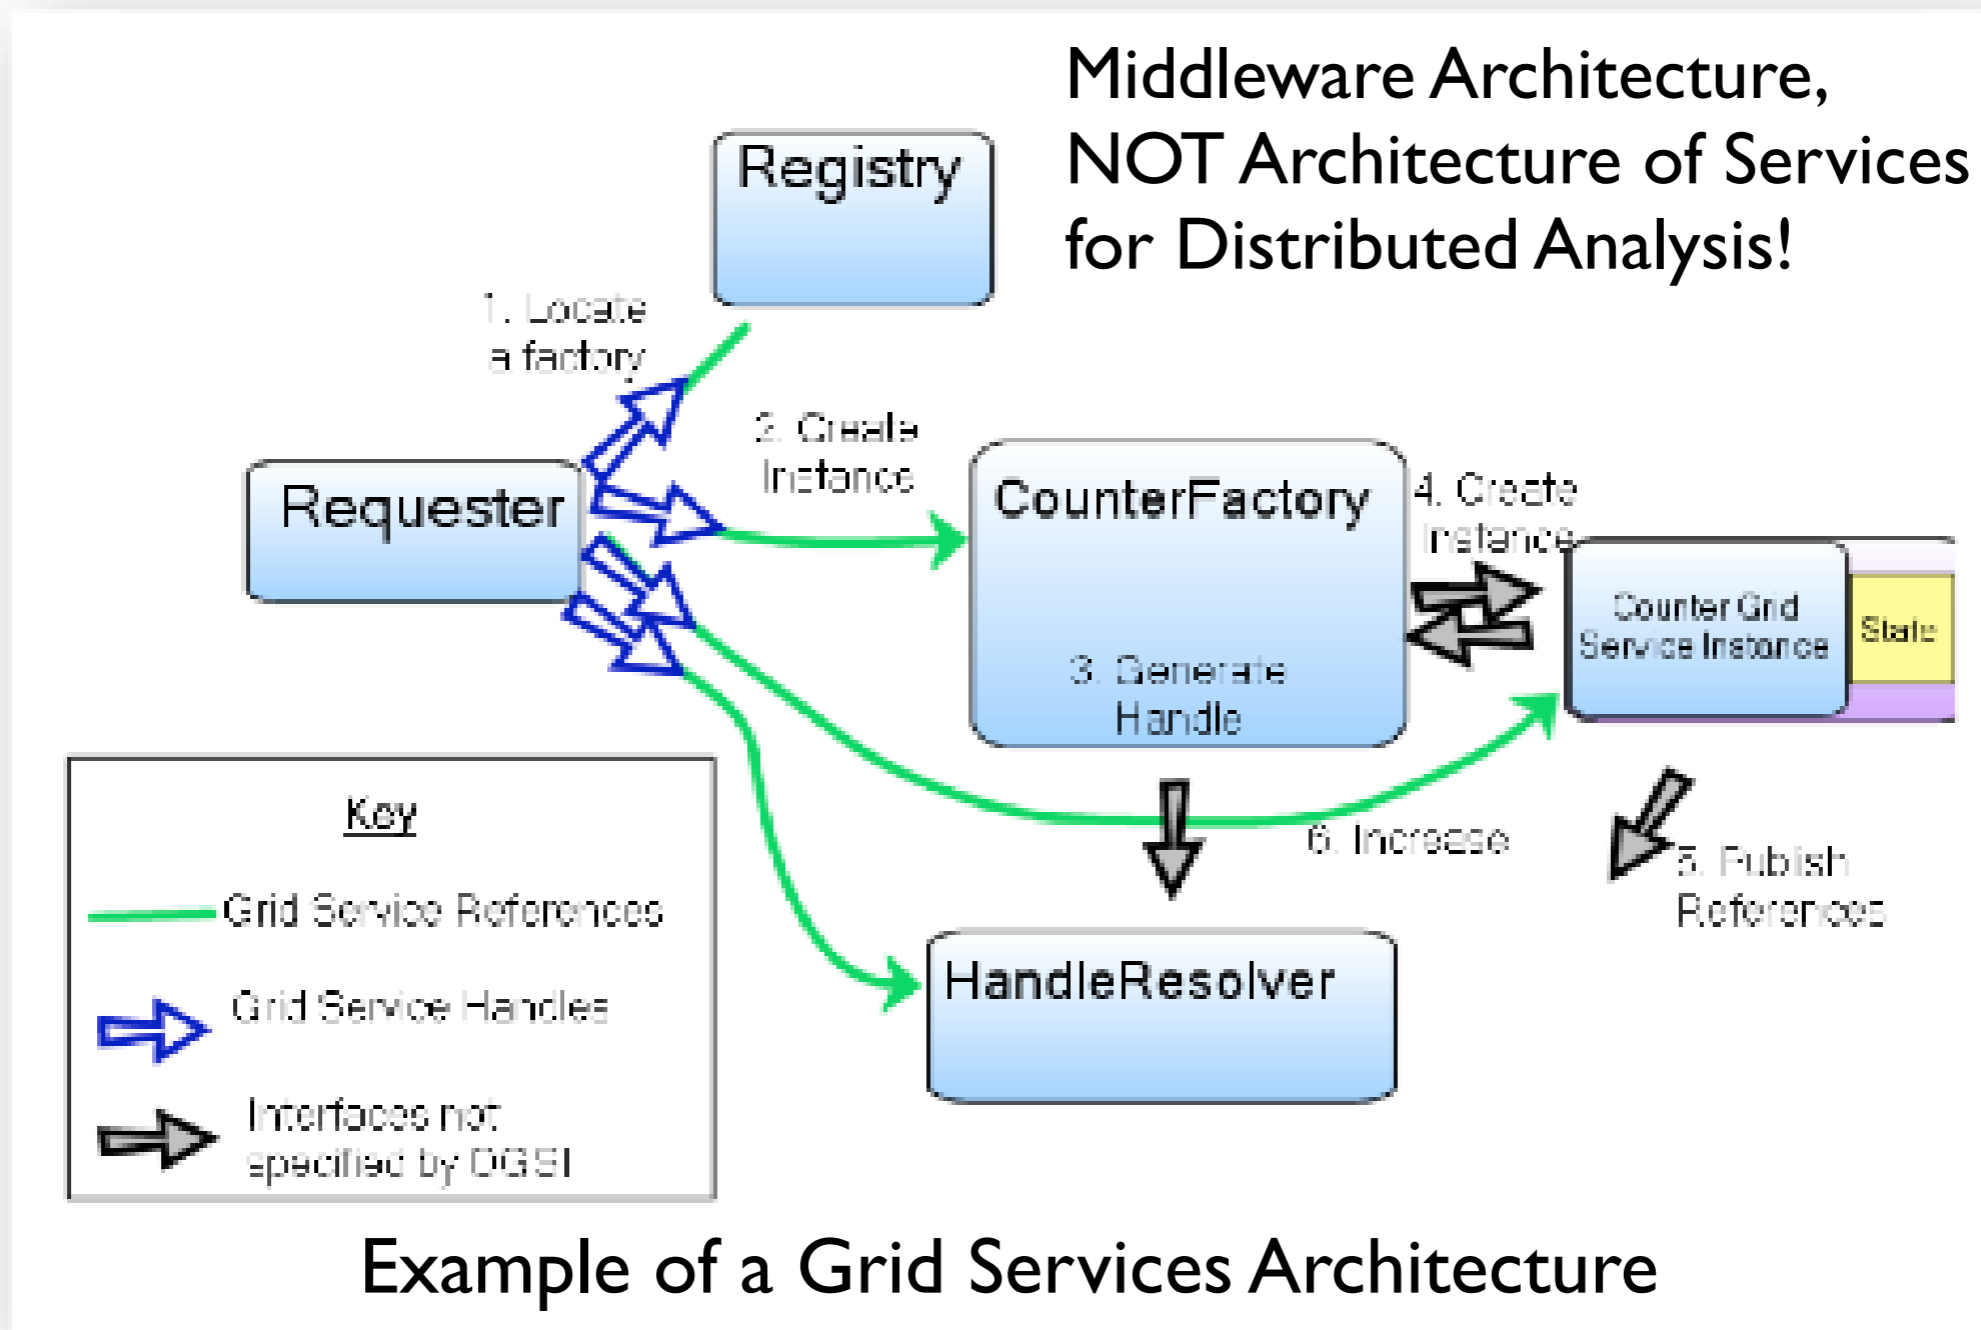 Middleware Architecture,
NOT Architecture of Services
for Distributed Analysis!
Registry
1. Locate
a factory
2. Create
Instance
Requester
CounterFactory
4. Create
Instance
Counter Grid
Service Instance
State
3. Generate
Handle
6. Increase
5. Publish
References
HandleResolver
Key
Grid Service References
Grid Service Handles
Interfaces not
specified by OGSI
Example of a Grid Services Architecture